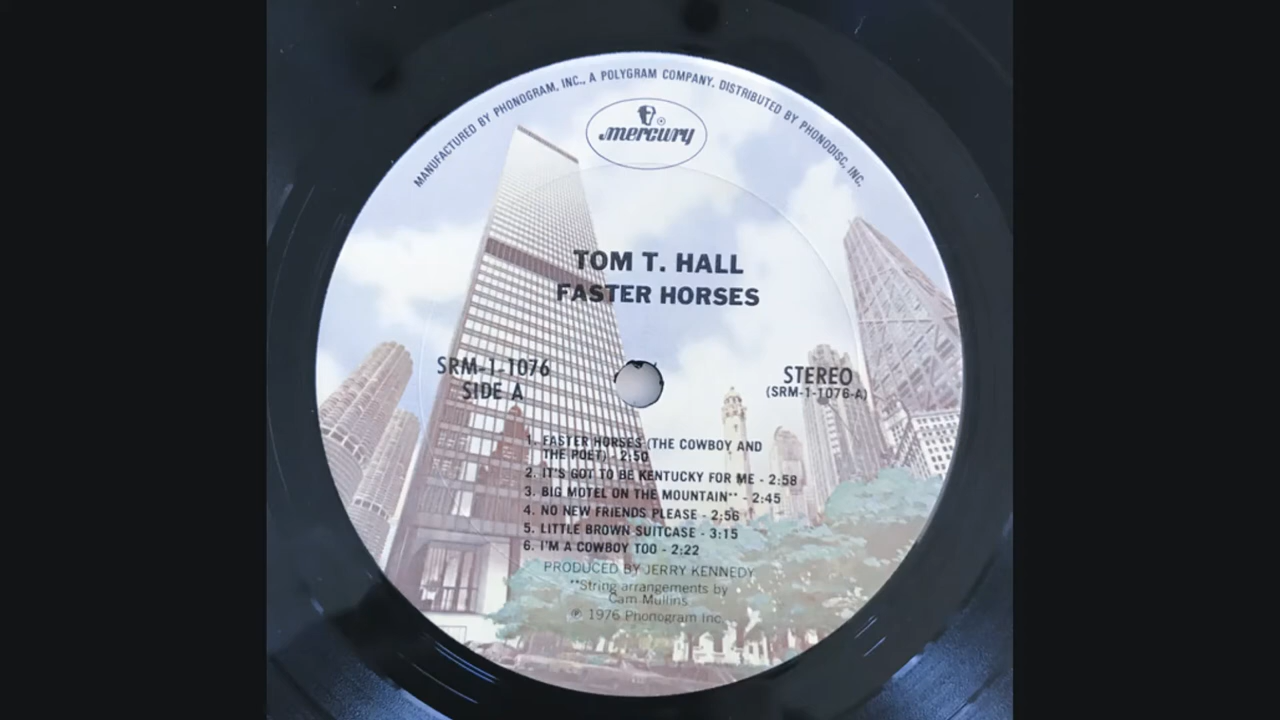 MANUFACTURED BY PHONOGRAM, INC., A POLYGRAM COMPANY. DISTRIBUTED BY PHONODISC, INC.
mercury
TOM T. HALL
FASTER HORSES
SRM-1-1076
SIDE A
STEREO
(SRM-1-1076-A)
1. FASTER HORSES (THE COWBOY AND
THE POET) - 2:50
2. IT'S GOT TO BE KENTUCKY FOR ME - 2:58
3. BIG MOTEL ON THE MOUNTAIN** - 2:45
4. NO NEW FRIENDS PLEASE - 2:56
5. LITTLE BROWN SUITCASE - 3:15
6. I'M A COWBOY TOO - 2:22
PRODUCED BY JERRY KENNEDY
**String arrangements by
Cam Mullins
℗ 1976 Phonogram Inc.